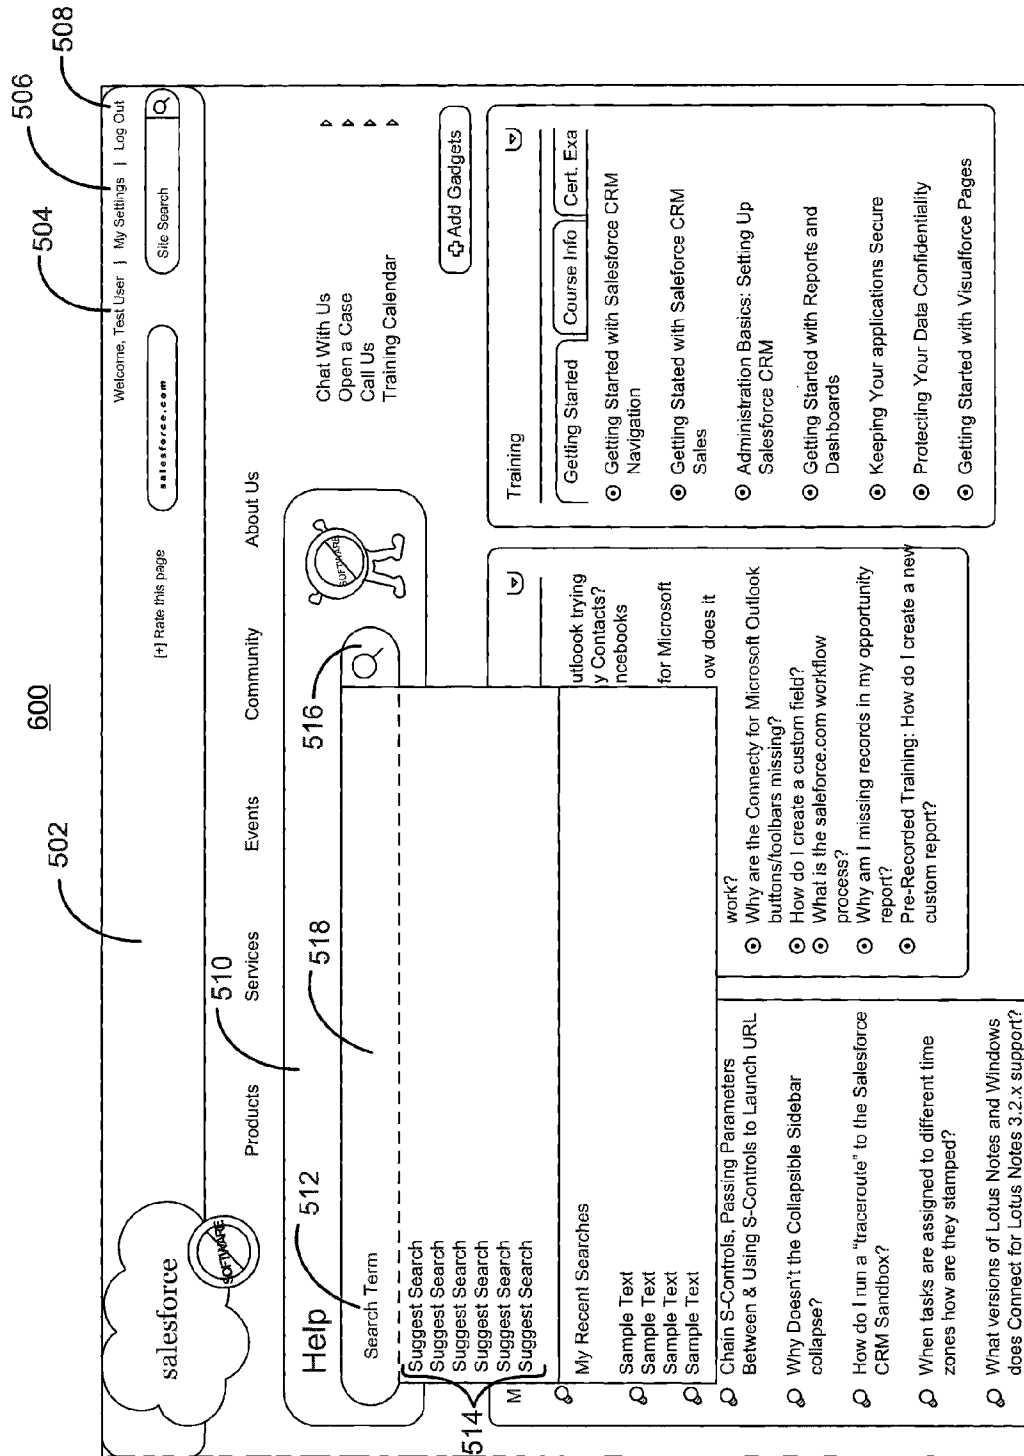 600
502
504
506
508
salesforce
SOFTWARE
[+] Rate this page
salesforce.com
Welcome, Test User | My Settings | Log Out
Site Search
Products
Services
Events
Community
About Us
510
Help
512
Search Term
518
516
SOFTWARE
Chat With Us
Open a Case
Call Us
Training Calendar
Add Gadgets
514
Suggest Search
Suggest Search
Suggest Search
Suggest Search
Suggest Search
Suggest Search
My Recent Searches
Sample Text
Sample Text
Sample Text
Sample Text
M
Chain S-Controls, Passing Parameters
Between & Using S-Controls to Launch URL
Why Doesn't the Collapsible Sidebar
collapse?
How do I run a "traceroute" to the Salesforce
CRM Sandbox?
When tasks are assigned to different time
zones how are they stamped?
What versions of Lotus Notes and Windows
does Connect for Lotus Notes 3.2.x support?
utloook trying
y Contacts?
ncebooks
for Microsoft
ow does it
work?
Why are the Connecty for Microsoft Outlook
buttons/toolbars missing?
How do I create a custom field?
What is the saleforce.com workflow
process?
Why am I missing records in my opportunity
report?
Pre-Recorded Training: How do I create a new
custom report?
Training
Getting Started
Course Info
Cert. Exa
Getting Started with Salesforce CRM
Navigation
Getting Stated with Saleforce CRM
Sales
Administration Basics: Setting Up
Salesforce CRM
Getting Started with Reports and
Dashboards
Keeping Your applications Secure
Protecting Your Data Confidentiality
Getting Started with Visualforce Pages